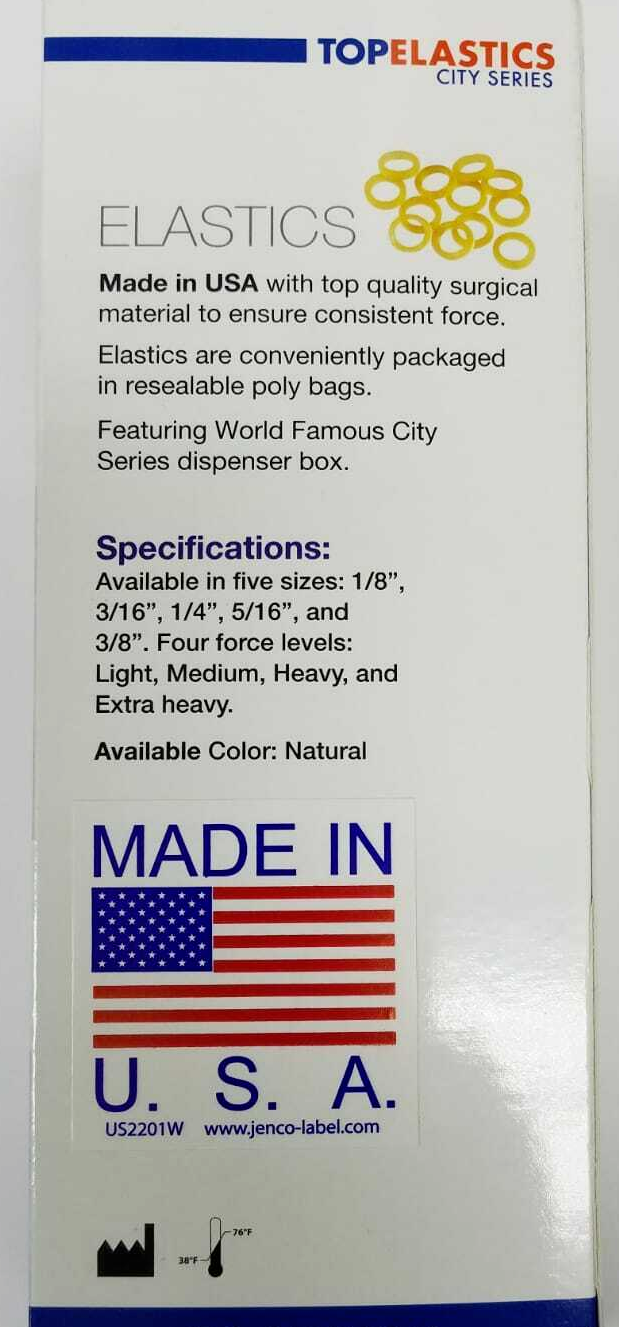 TOPELASTICS
CITY SERIES
ELASTICS
Made in USA with top quality surgical
material to ensure consistent force.
Elastics are conveniently packaged
in resealable poly bags.
Featuring World Famous City
Series dispenser box.
Specifications:
Available in five sizes: 1/8”,
3/16”, 1/4”, 5/16”, and
3/8”. Four force levels:
Light, Medium, Heavy, and
Extra heavy.
Available Color: Natural
MADE IN
U. S. A.
US2201W www.jenco-label.com
76°F
38°F